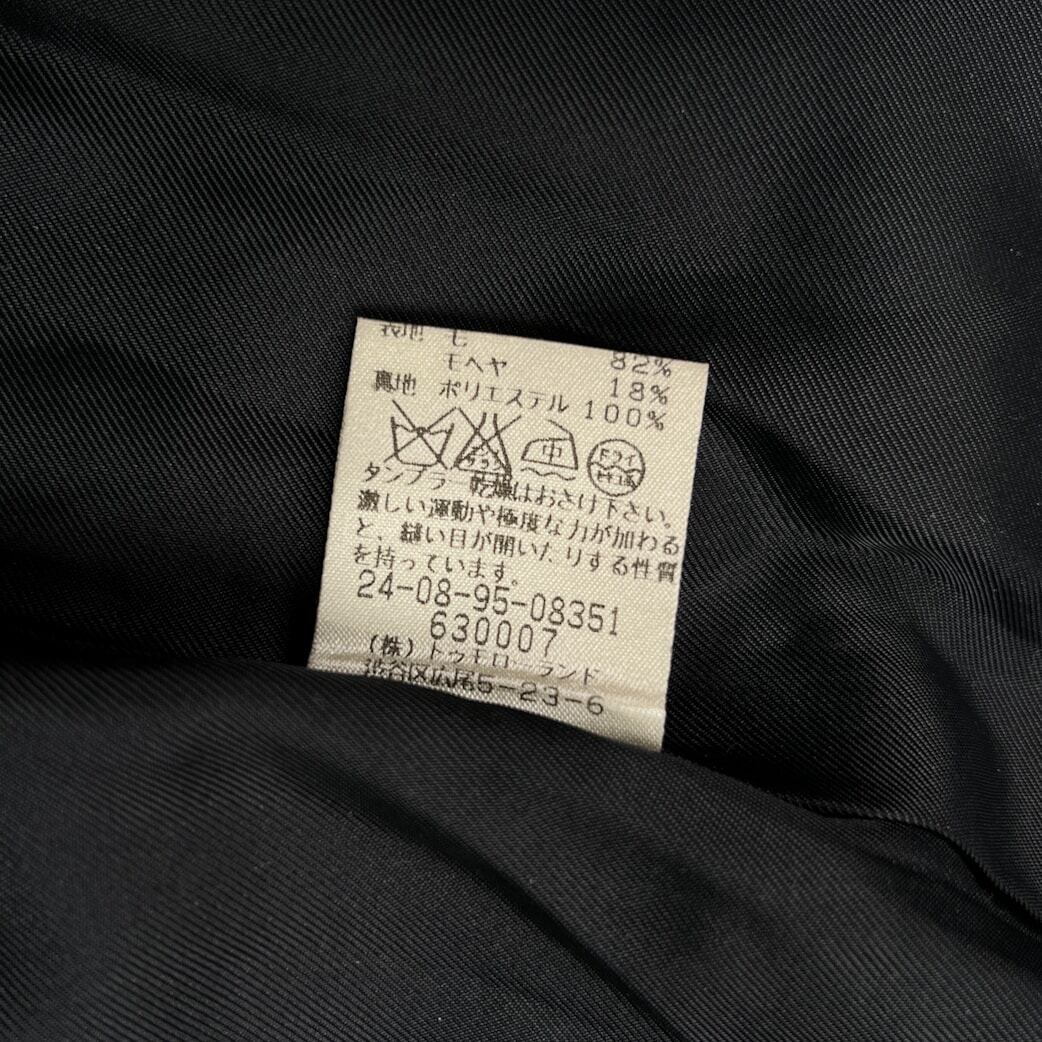 表地 毛 82%
モヘヤ 18%
裏地 ポリエステル 100%
中 ドライ
タンブラー乾燥はおさけ下さい。
激しい運動や極度な力が加わる
と、縫い目が開いたりする性質
を持っています。
24-08-95-08351
630007
(株)トゥモローランド
渋谷区広尾5-23-6